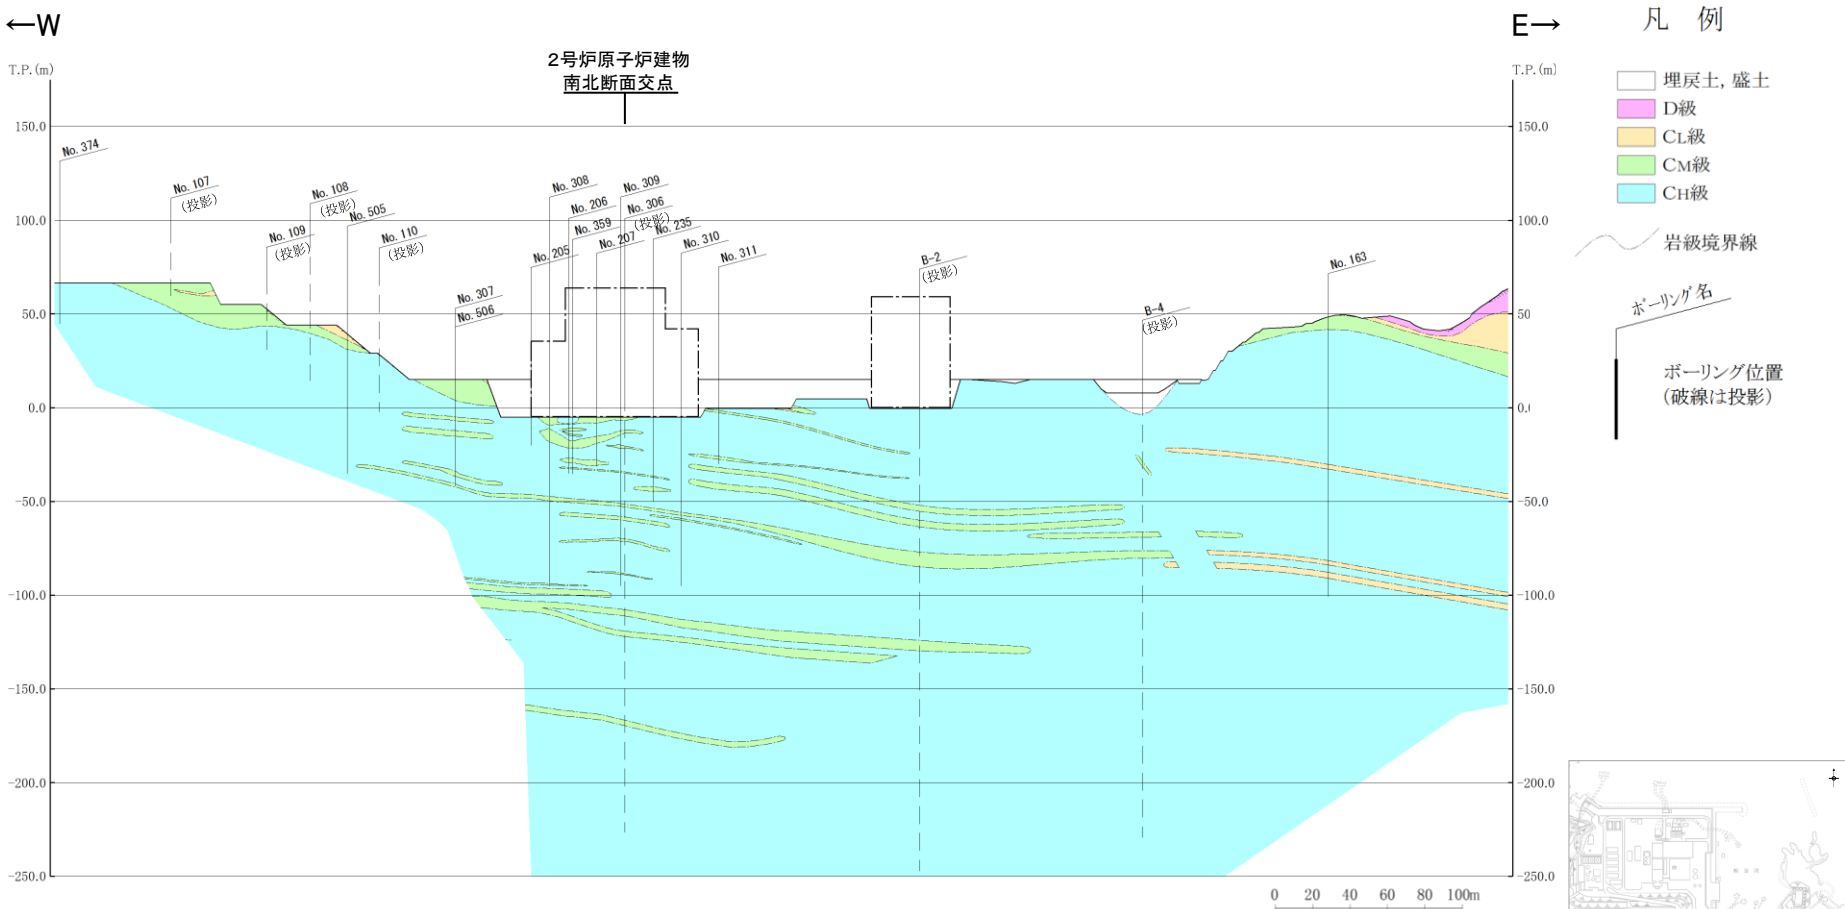 ←W
E→
凡 例
2号炉原子炉建物
南北断面交点
T.P.(m)
T.P.(m)
埋戻土, 盛土
D級
CL級
CM級
CH級
岩級境界線
ボーリング名
ボーリング位置
(破線は投影)
150.0
150.0
No. 374
No. 107
(投影)
No. 108
(投影)
No. 505
No. 109
(投影)
No. 110
(投影)
No. 308
No. 309
No. 206
No. 306
(投影)
No. 359
No. 235
No. 207
No. 310
No. 205
No. 311
No. 307
No. 506
B-2
(投影)
B-4
(投影)
No. 163
100.0
100.0
50.0
50
0.0
0.0
-50.0
-50.0
-100.0
-100.0
-150.0
-150.0
-200.0
-200.0
-250.0
-250.0
0 20 40 60 80 100m